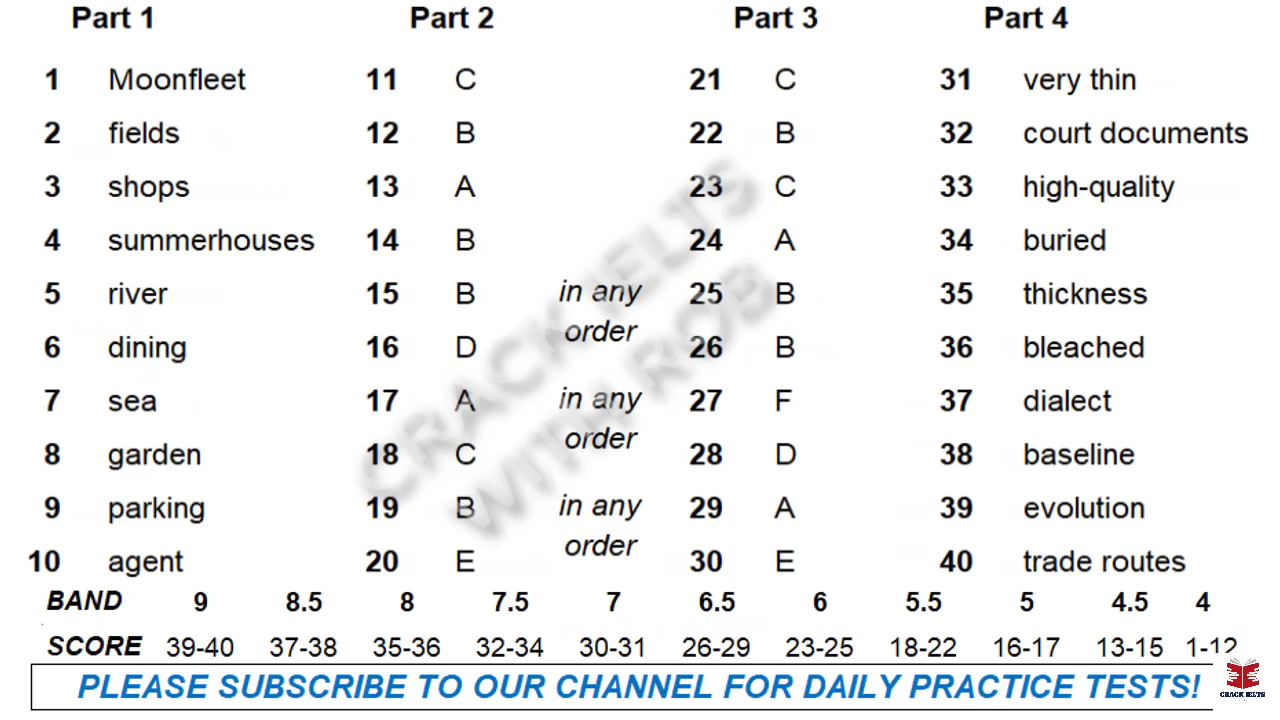 Part 1 Part 2 Part 3 Part 4
1 Moonfleet 11 C 21 C 31 very thin
2 fields 12 B 22 B 32 court documents
3 shops 13 A 23 C 33 high-quality
4 summerhouses 14 B 24 A 34 buried
5 river 15 B in any order 25 B 35 thickness
6 dining 16 D 26 B 36 bleached
7 sea 17 A in any order 27 F 37 dialect
8 garden 18 C 28 D 38 baseline
9 parking 19 B in any order 29 A 39 evolution
10 agent 20 E 30 E 40 trade routes
BAND 9 8.5 8 7.5 7 6.5 6 5.5 5 4.5 4
SCORE 39-40 37-38 35-36 32-34 30-31 26-29 23-25 18-22 16-17 13-15 1-12
PLEASE SUBSCRIBE TO OUR CHANNEL FOR DAILY PRACTICE TESTS!
CRACK IELTS
WITH ROB
CRACK IELTS